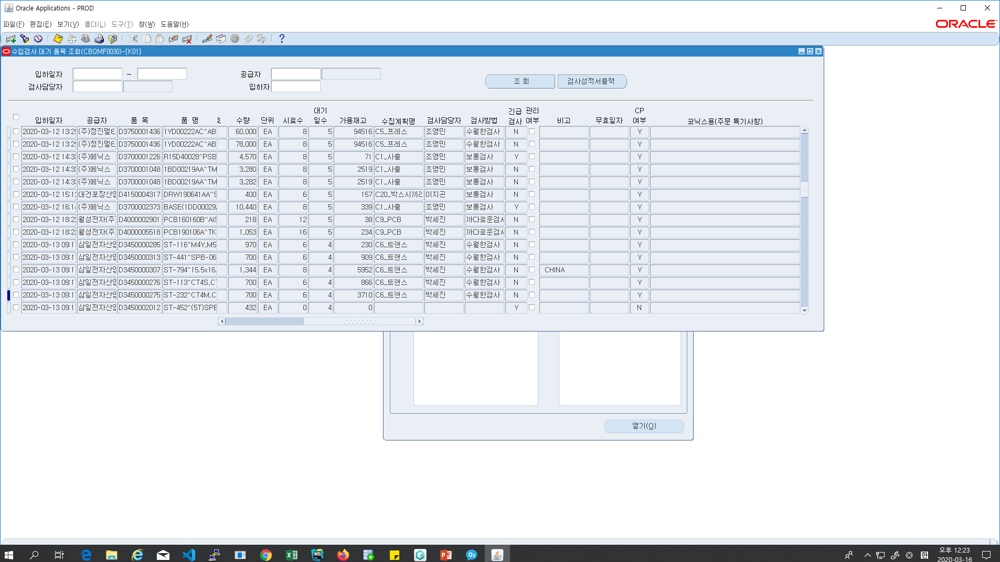 Oracle Applications - PROD
파일(F) 편집(E) 보기(V) 폴더(L) 도구(T) 창(W) 도움말(H)
ORACLE
수입검사 대기 품목 조회(CBQMF0030)-[K01]
입하일자 ~ 공급자
검사담당자 입하자
조 회 검사성적서출력
입하일자 공급자 품 목 품 명 수량 단위 시료수 대기일수 가용재고 수집계획명 검사담당자 검사방법 긴급검사 관리여부 비고 무효일자 CP여부 코닉스용(주문 특기사항)
2020-03-12 13:2 (주)정진멀티 D3750001436 1YD00222AC^AB 60,000 EA 8 5 94516 C5_프레스 조영민 수월한검사 N Y
2020-03-12 13:2 (주)정진멀티 D3750001436 1YD00222AC^AB 78,000 EA 8 5 94516 C5_프레스 조영민 수월한검사 N Y
2020-03-12 14:3 (주)메닉스 D3700001226 R15D40028^PSB 4,570 EA 8 5 71 C1_사출 조영민 보통검사 Y Y
2020-03-12 14:3 (주)메닉스 D3700001048 1BD00219AA^TM 3,280 EA 8 5 2519 C1_사출 조영민 보통검사 N Y
2020-03-12 14:3 (주)메닉스 D3700001048 1BD00219AA^TM 3,282 EA 8 5 2519 C1_사출 조영민 보통검사 N Y
2020-03-12 15:1 대건포장산업 D4150004317 DRW190641AA^S 400 EA 6 5 157 C20_박스시끼리 이지곤 보통검사 N Y
2020-03-12 16:1 (주)메닉스 D3700002373 BASE(1DD00029 10,440 EA 8 5 339 C1_사출 조영민 보통검사 Y Y
2020-03-12 18:2 월성전자(주) D4000002901 PCB160160B^AiS 218 EA 12 5 38 C9_PCB 박세진 까다로운검사 N Y
2020-03-12 18:2 월성전자(주) D4000005518 PCB190106A^TK 1,053 EA 16 5 234 C9_PCB 박세진 까다로운검사 N Y
2020-03-13 09:1 삼일전자산업 D3450000285 ST-116^M4Y,M5 970 EA 6 4 230 C6_트랜스 박세진 수월한검사 N Y
2020-03-13 09:1 삼일전자산업 D3450000313 ST-441^SPB-06 700 EA 6 4 909 C6_트랜스 박세진 수월한검사 N Y
2020-03-13 09:1 삼일전자산업 D3450000307 ST-794^15.5x16. 1,344 EA 8 4 5952 C6_트랜스 박세진 수월한검사 N CHINA Y
2020-03-13 09:1 삼일전자산업 D3450000276 ST-113^CT4S,C 700 EA 6 4 866 C6_트랜스 박세진 수월한검사 N Y
2020-03-13 09:1 삼일전자산업 D3450000275 ST-232^CT4M,C 700 EA 6 4 3710 C6_트랜스 박세진 수월한검사 N Y
2020-03-13 09:1 삼일전자산업 D3450002012 ST-452^(5T)SPE 432 EA 0 4 0 Y N
열기(O)
오후 12:23
2020-03-16